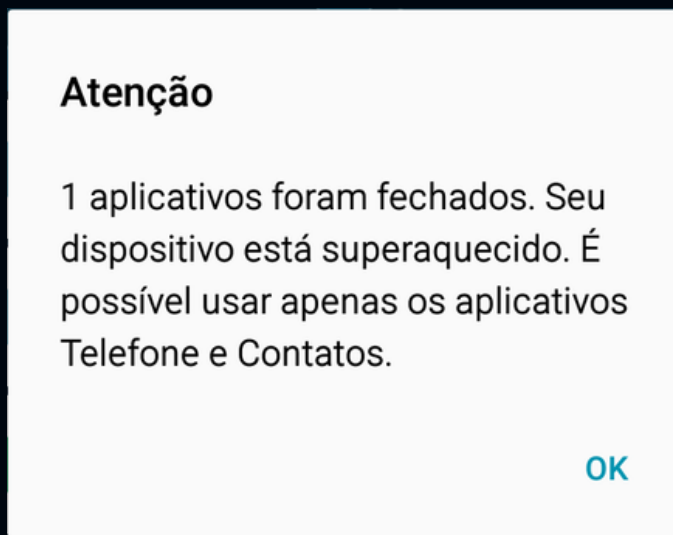 Atenção
1 aplicativos foram fechados. Seu
dispositivo está superaquecido. É
possível usar apenas os aplicativos
Telefone e Contatos.
OK